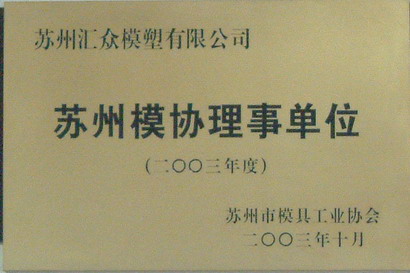 苏州汇众模塑有限公司
苏州模协理事单位
(二〇〇三年度)
苏州市模具工业协会
二〇〇三年十月